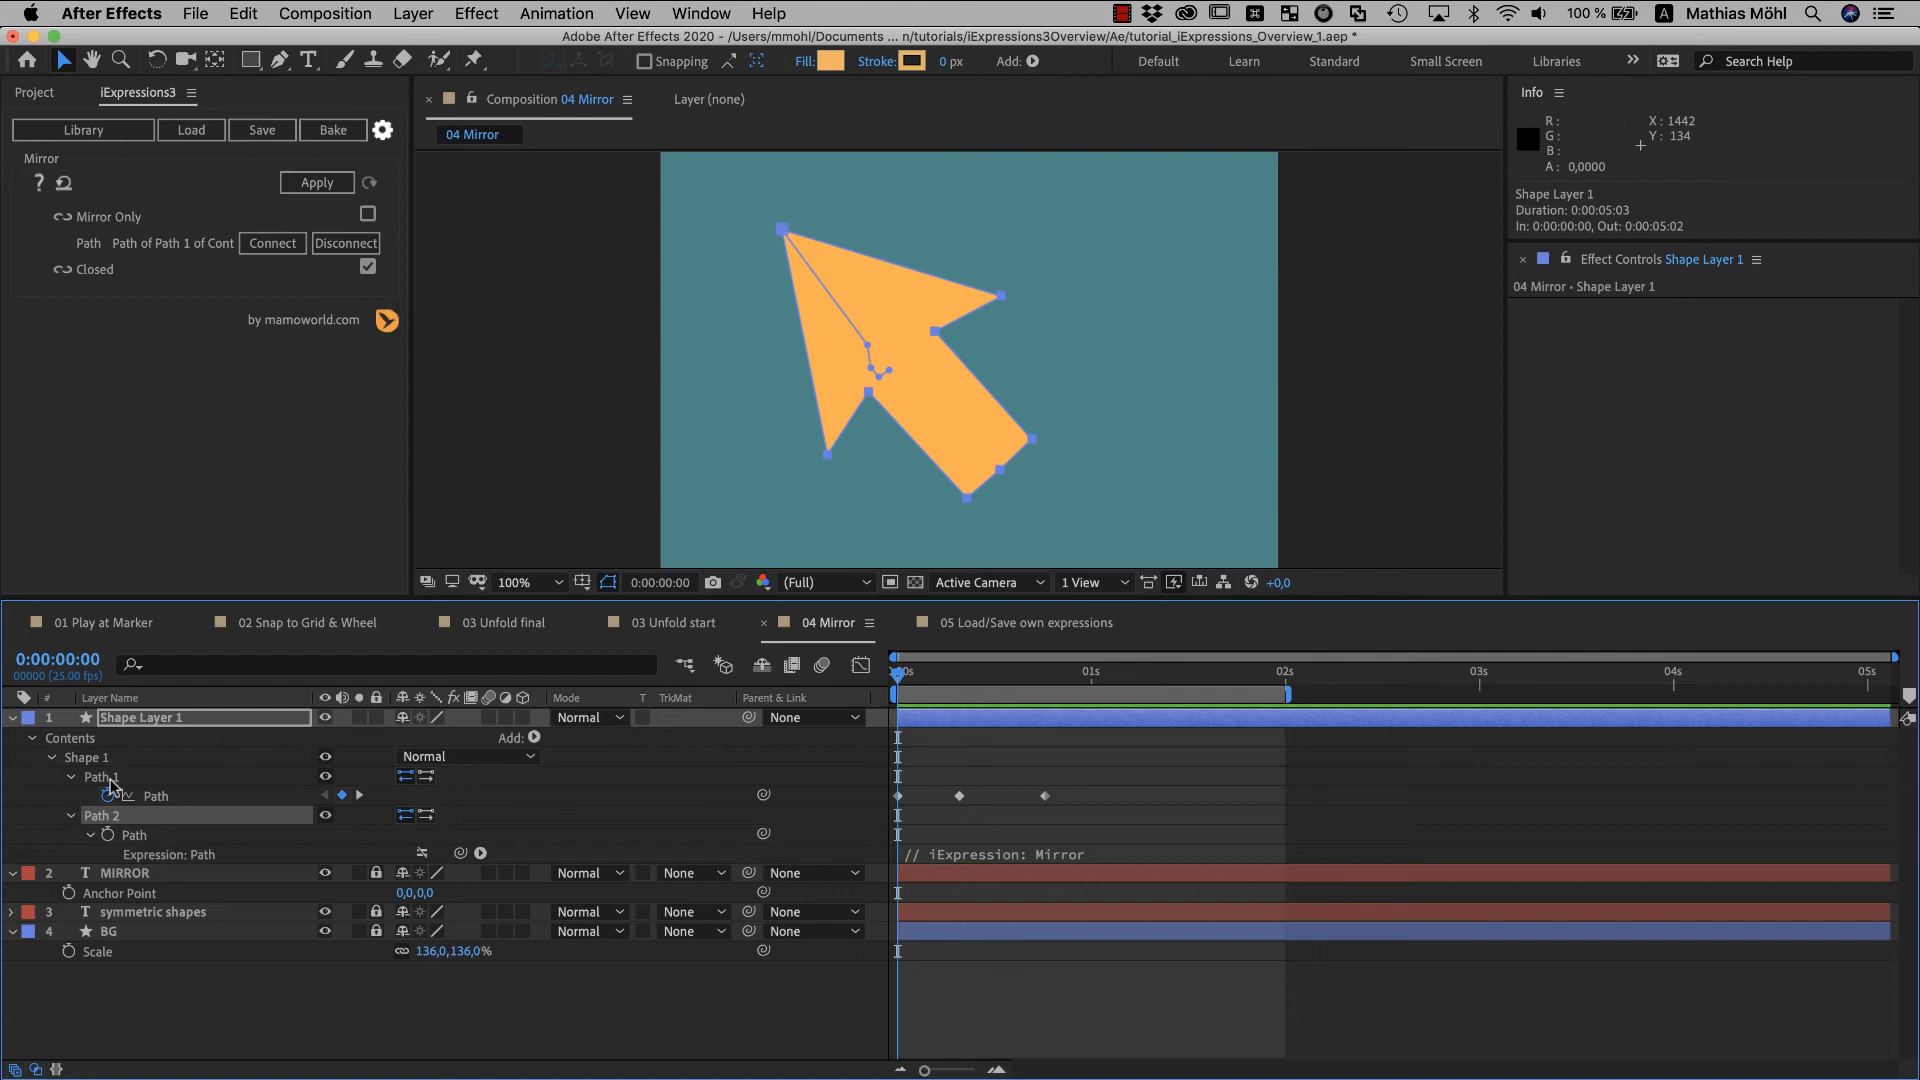 After Effects File Edit Composition Layer Effect Animation View Window Help 100 % A Mathias Möhl
Adobe After Effects 2020 - /Users/mmohl/Documents ... n/tutorials/iExpressions3Overview/Ae/tutorial_iExpressions_Overview_1.aep *
Snapping Fill: Stroke: 0 px Add: Default Learn Standard Small Screen Libraries Search Help
Project iExpressions3
Library Load Save Bake
Mirror
? Apply
Mirror Only
Path Path of Path 1 of Cont Connect Disconnect
Closed
by mamoworld.com
Composition 04 Mirror Layer (none)
04 Mirror
100% 0:00:00:00 (Full) Active Camera 1 View +0,0
Info
R: X: 1442
G: Y: 134
B:
A: 0,0000
Shape Layer 1
Duration: 0:00:05:03
In: 0:00:00:00, Out: 0:00:05:02
Effect Controls Shape Layer 1
04 Mirror • Shape Layer 1
01 Play at Marker 02 Snap to Grid & Wheel 03 Unfold final 03 Unfold start 04 Mirror 05 Load/Save own expressions
0:00:00:00
00000 (25.00 fps)
01s 02s 03s 04s 05s
# Layer Name fx Mode T TrkMat Parent & Link
1 Shape Layer 1 Normal None
Contents Add:
Shape 1 Normal
Path 1
Path
Path 2
Path
Expression: Path // iExpression: Mirror
2 T MIRROR Normal None None
Anchor Point 0,0,0,0
3 T symmetric shapes Normal None None
4 BG Normal None None
Scale 136,0,136,0%